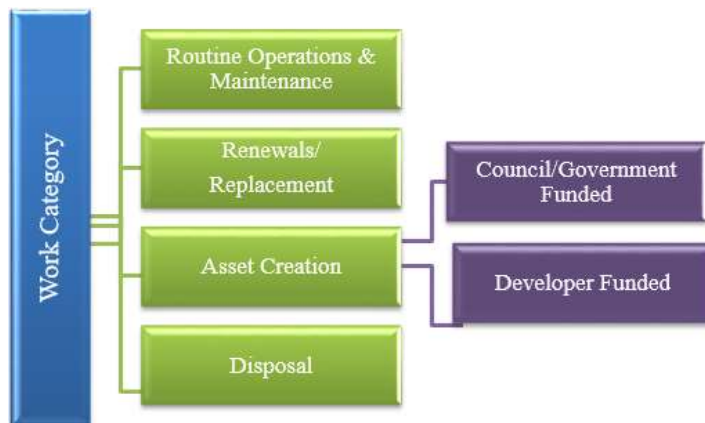 Work Category
Routine Operations &
Maintenance
Renewals/
Replacement
Asset Creation
Disposal
Council/Government
Funded
Developer Funded